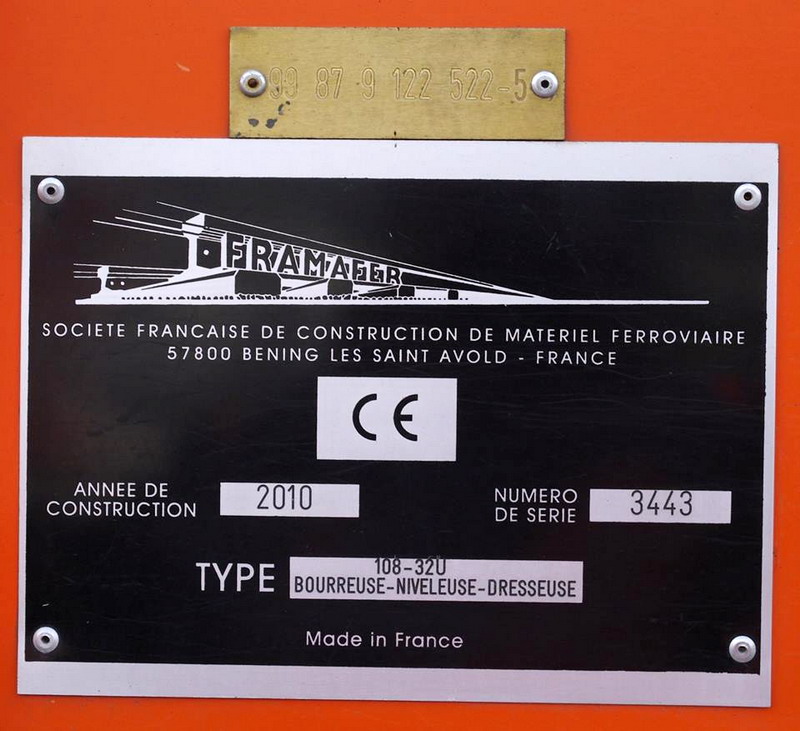 99 87 9 122 522-5
FRAMAFER
SOCIETE FRANCAISE DE CONSTRUCTION DE MATERIEL FERROVIAIRE
57800 BENING LES SAINT AVOLD - FRANCE
CE
ANNEE DE CONSTRUCTION 2010
NUMERO DE SERIE 3443
TYPE 108-32U
BOURREUSE-NIVELEUSE-DRESSEUSE
Made in France